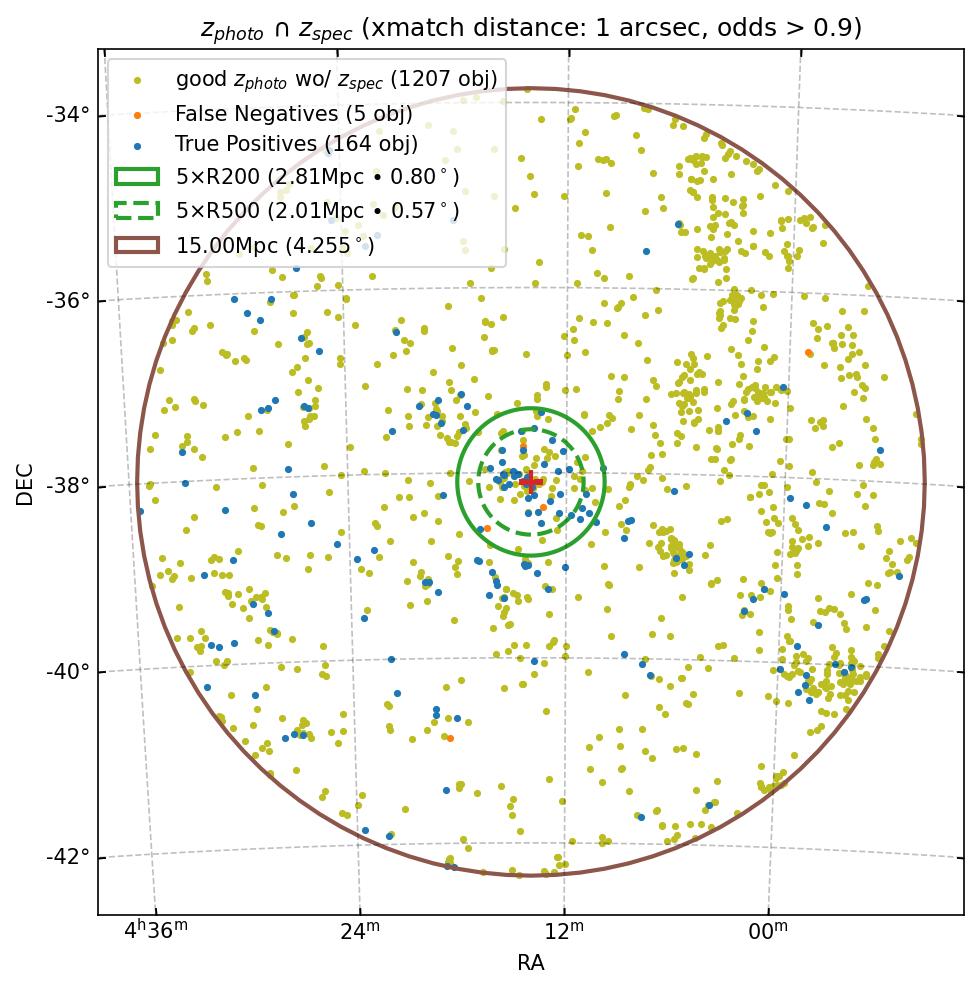 z_photo ∩ z_spec (xmatch distance: 1 arcsec, odds > 0.9)
good z_photo wo/ z_spec (1207 obj)
False Negatives (5 obj)
True Positives (164 obj)
5×R200 (2.81Mpc • 0.80°)
5×R500 (2.01Mpc • 0.57°)
15.00Mpc (4.255°)
-34°
-36°
-38°
-40°
-42°
DEC
4ʰ36ᵐ 24ᵐ 12ᵐ 00ᵐ
RA